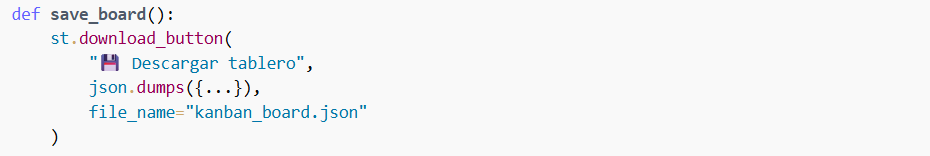 def save_board():
    st.download_button(
        "💾 Descargar tablero",
        json.dumps({...}),
        file_name="kanban_board.json"
    )